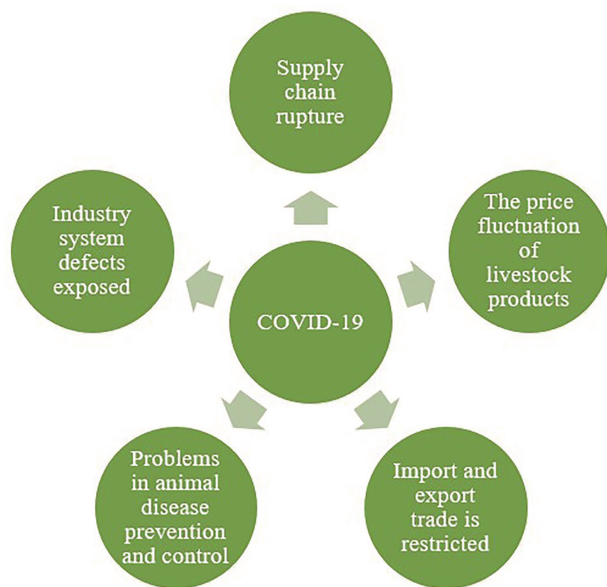 Supply
chain
rupture
The price
fluctuation
of
livestock
products
Industry
system
defects
exposed
COVID-19
Problems
in animal
disease
prevention
and control
Import and
export
trade is
restricted